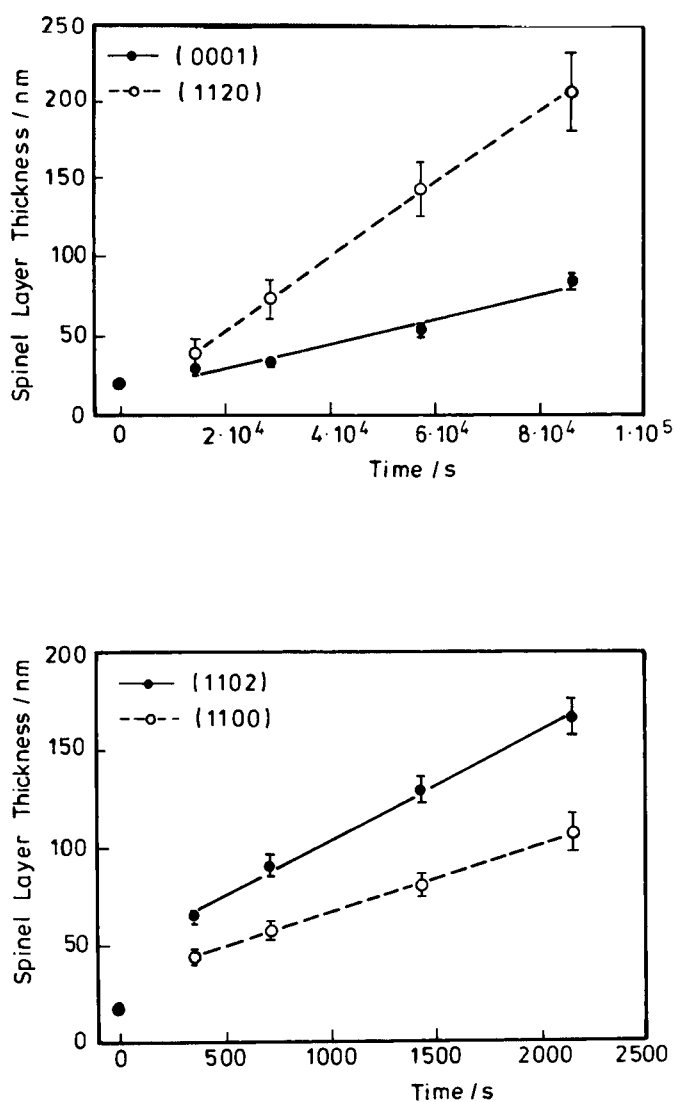 250
200
150
100
50
0
Spinel Layer Thickness / nm
(0001)
(1120)
0 2·10⁴ 4·10⁴ 6·10⁴ 8·10⁴ 1·10⁵
Time /s
200
150
100
50
0
Spinel Layer Thickness / nm
(1102)
(1100)
0 500 1000 1500 2000 2500
Time /s